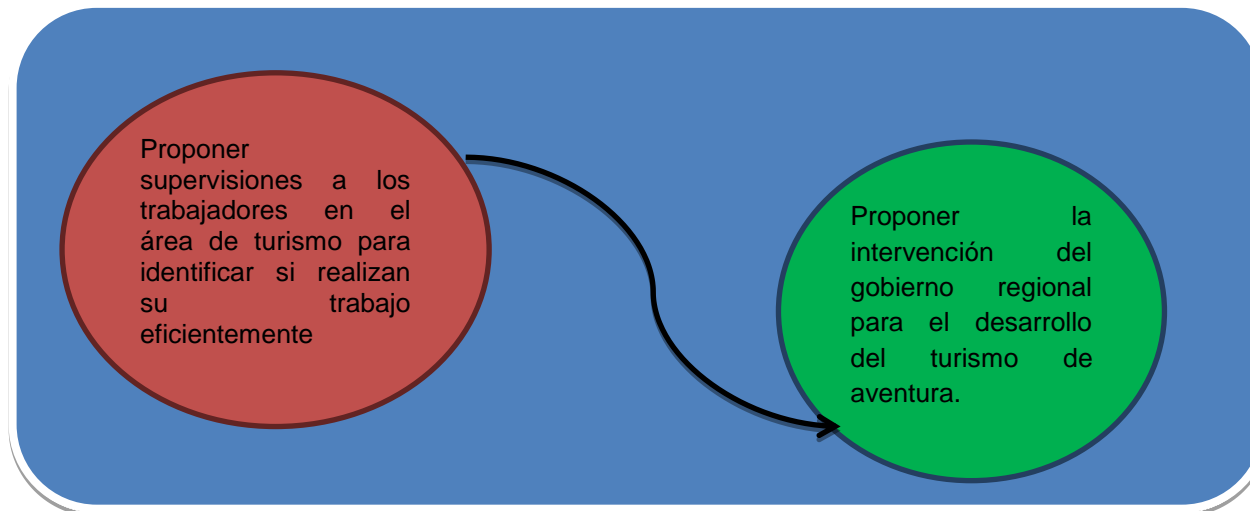 Proponer
supervisiones a los
trabajadores en el
área de turismo para
identificar si realizan
su trabajo
eficientemente
Proponer la
intervención del
gobierno regional
para el desarrollo
del turismo de
aventura.